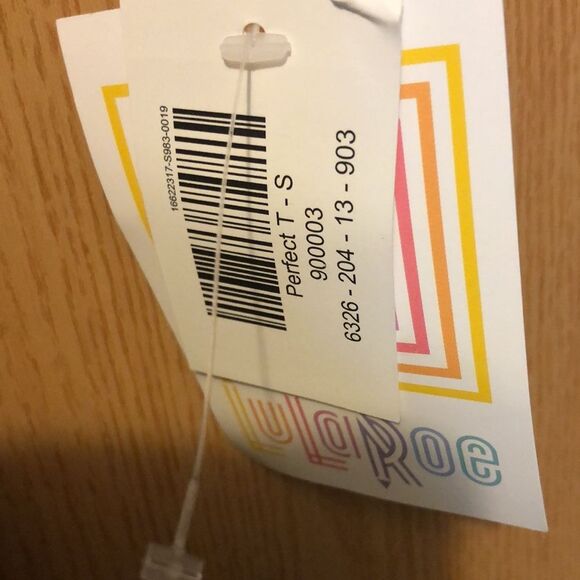 16622317-S983-0019
Perfect T - S
900003
6326 - 204 - 13 - 903
LuLaRoe